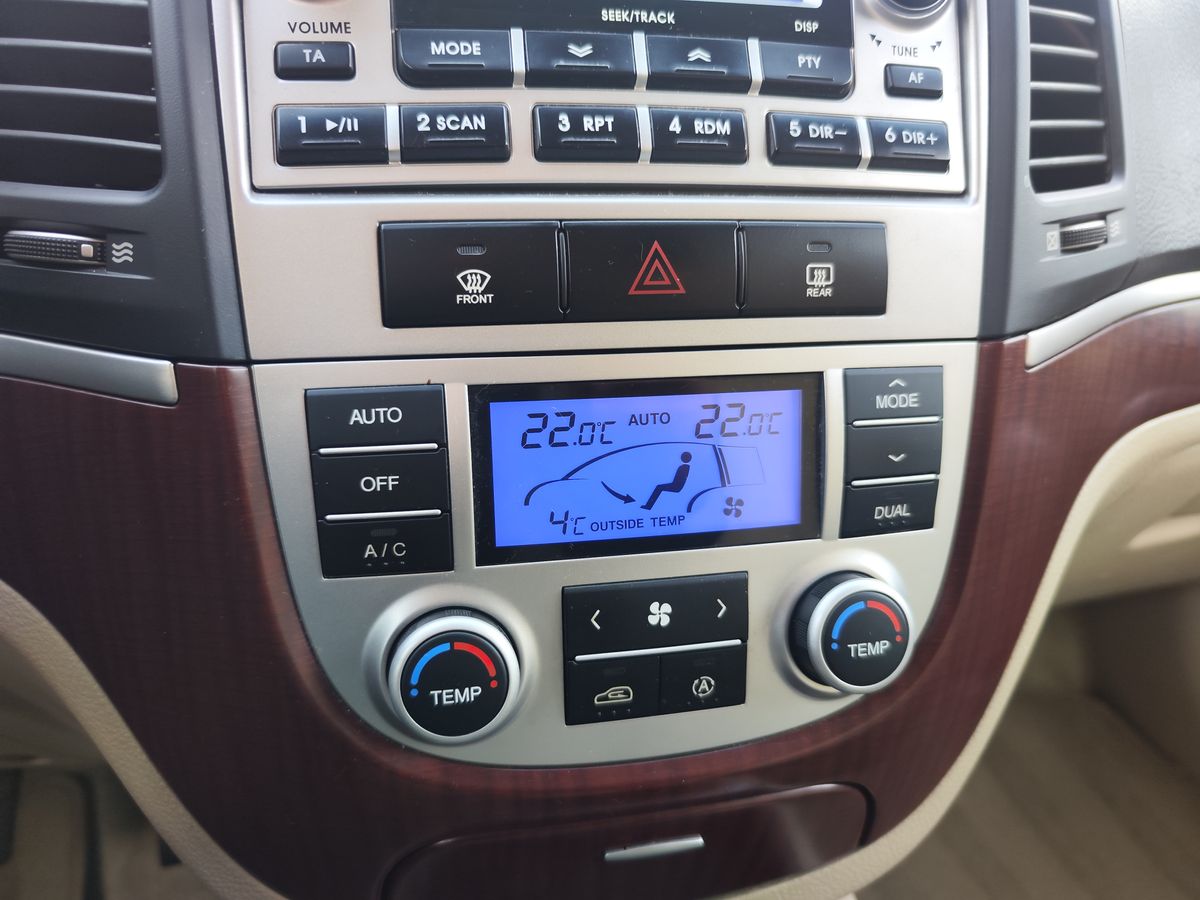 VOLUME
SEEK/TRACK
DISP
TA
MODE
PTY
TUNE
AF
1
2 SCAN
3 RPT
4 RDM
5 DIR-
6 DIR+
FRONT
REAR
AUTO
OFF
A/C
22.0°C AUTO 22.0°C
4°C OUTSIDE TEMP
MODE
DUAL
TEMP
A
TEMP